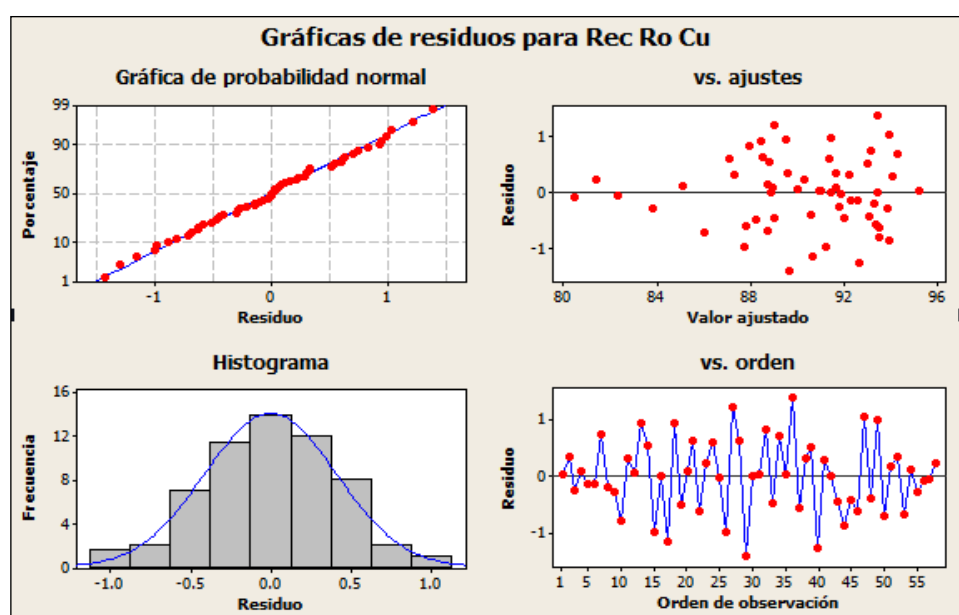 Gráficas de residuos para Rec Ro Cu
Gráfica de probabilidad normal
Porcentaje
99
90
50
10
1
-1 0 1
Residuo
vs. ajustes
Residuo
1
0
-1
80 84 88 92 96
Valor ajustado
Histograma
Frecuencia
16
12
8
4
0
-1.0 -0.5 0.0 0.5 1.0
Residuo
vs. orden
Residuo
1
0
-1
1 5 10 15 20 25 30 35 40 45 50 55
Orden de observación